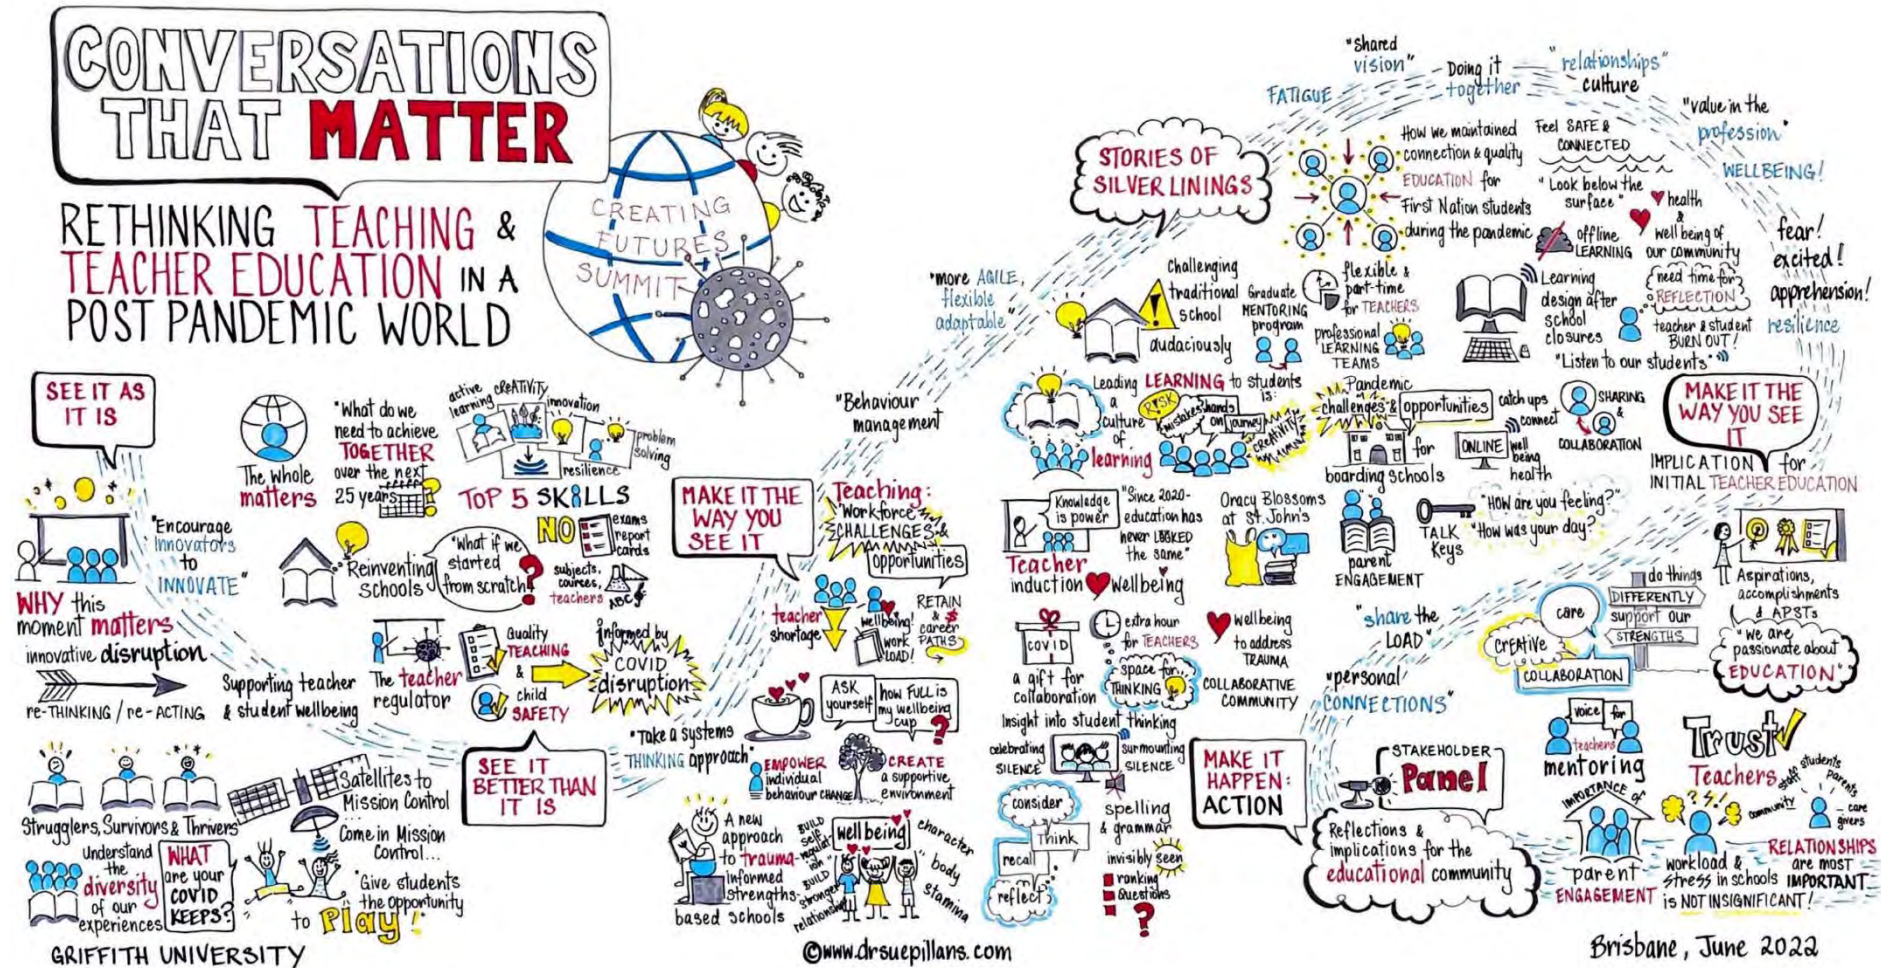 CONVERSATIONS
THAT MATTER
RETHINKING TEACHING &
TEACHER EDUCATION IN A
POST PANDEMIC WORLD
CREATING
FUTURES
SUMMIT
SEE IT AS
IT IS
"Encourage
Innovators
to
INNOVATE"
WHY this
moment matters
innovative disruption
re-THINKING / re-ACTING
The whole
matters
"What do we
need to achieve
TOGETHER
over the next
25 years
active
learning
CREATIVITY
innovation
problem
solving
resilience
TOP 5 SKILLS
Reinventing
Schools
"What if we
started
from scratch
?
NO
exams
report
cards
subjects,
courses,
teachers
ABC
Supporting teacher
& student wellbeing
The teacher
regulator
Quality
TEACHING
&
child
SAFETY
informed by
COVID
disruption
Strugglers, Survivors & Thrivers
understand
the
diversity
of our
experiences
WHAT
are your
COVID
KEEPS?
Satellites to
Mission Control
Come in Mission
Control...
"Give students
the opportunity
to Play!
SEE IT
BETTER THAN
IT IS
"Take a systems
THINKING approach"
MAKE IT THE
WAY YOU
SEE IT
"Behaviour
management
Teaching:
"Workforce
CHALLENGES &
opportunities
teacher
shortage
wellbeing!
work
LOAD!
RETAIN
& $
career
PATHS
ASK
yourself
how FULL is
my wellbeing
cup
?
EMPOWER
individual
behaviour CHANGE
CREATE
a supportive
environment
A new
approach
to trauma-
Informed
strengths-
based schools
BUILD
self
regulat
ion
BUILD
stronger
relationship
well being
character
"body
stamina
"more AGILE,
flexible
adaptable"
STORIES OF
SILVER LININGS
FATIGUE
"shared
vision"
Doing it
together
"relationships"
culture
"value in the
profession"
WELLBEING!
fear!
excited!
apprehension!
resilience
How we maintained
connection & quality
EDUCATION for
First Nation students
during the pandemic
Feel SAFE &
CONNECTED
"Look below the
surface"
health
&
well being of
our community
offline
LEARNING
Challenging
traditional
school
audaciously
Graduate
MENTORING
program
flexible &
part-time
for TEACHERS
professional
LEARNING
TEAMS
Learning
design after
school
closures
need time for
REFLECTION
teacher & student
BURN OUT!
"Listen to our students"
Leading
a
culture
of
learning
LEARNING to students
is:
RISK
mistakes
hands
on
journey
CREATIVITY
Pandemic
challenges &
opportunities
for
boarding schools
catch ups
connect
ONLINE
well
being
health
SHARING
&
COLLABORATION
MAKE IT THE
WAY YOU SEE
IT
IMPLICATION for
INITIAL TEACHER EDUCATION
Knowledge
is power
Teacher
induction
wellbeing
"Since 2020-
education has
never LOOKED
the same"
Oracy Blossoms
at St. John's
parent
ENGAGEMENT
TALK
Keys
"HOW are you feeling?"
"How was your day?"
COVID
a gift for
collaboration
extra hour
for TEACHERS
space for
THINKING
wellbeing
to address
TRAUMA
COLLABORATIVE
COMMUNITY
Insight into student thinking
celebrating
SILENCE
surmounting
SILENCE
consider
Think
recall
reflect
spelling
& grammar
invisibly seen
ranking
Questions
?
"share the
LOAD"
"personal
CONNECTIONS"
Aspirations,
accomplishments
& APSTs
"we are
passionate about
EDUCATION"
care
CREATIVE
COLLABORATION
do things
DIFFERENTLY
support our
STRENGTHS
MAKE IT
HAPPEN:
ACTION
STAKEHOLDER
Panel
Reflections &
implications for the
educational community
voice for
teachers
mentoring
Trust
Teachers
IMPORTANCE OF
parent
ENGAGEMENT
workload &
stress in schools
is NOT INSIGNIFICANT!
community
staff
students
parents
care
givers
RELATIONSHIPS
are most
IMPORTANT
GRIFFITH UNIVERSITY
©www.drsuepillans.com
Brisbane, June 2022